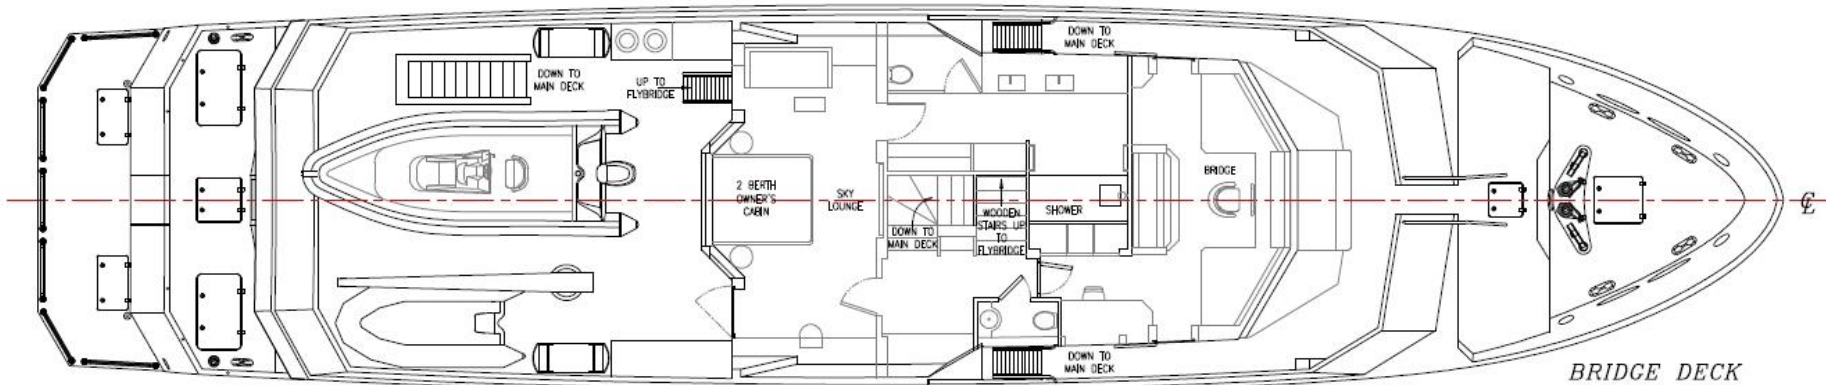 DOWN TO
MAIN DECK
DOWN TO
MAIN DECK
UP TO
FLYBRIDGE
2 BERTH
OWNER'S
CABIN
SKY
LOUNGE
DOWN TO
MAIN DECK
WOODEN
STAIRS UP
TO
FLYBRIDGE
SHOWER
BRIDGE
℄
DOWN TO
MAIN DECK
BRIDGE DECK